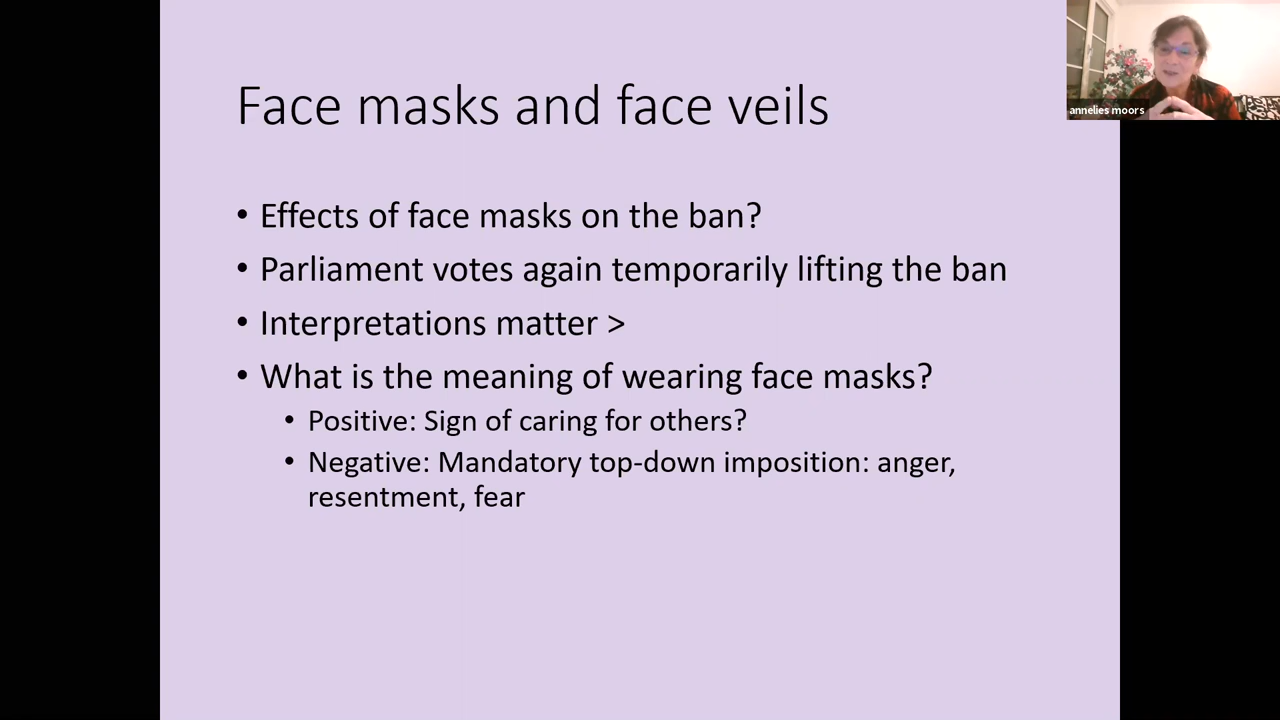 Face masks and face veils
annelies moors
• Effects of face masks on the ban?
• Parliament votes again temporarily lifting the ban
• Interpretations matter >
• What is the meaning of wearing face masks?
• Positive: Sign of caring for others?
• Negative: Mandatory top-down imposition: anger,
resentment, fear